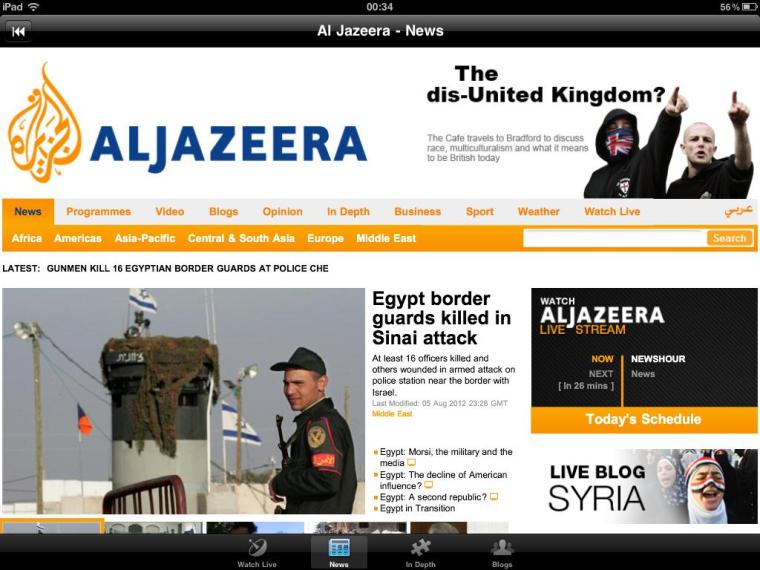 iPad
00:34
56%
Al Jazeera - News
الجزيرة
ALJAZEERA
The
dis-United Kingdom?
The Cafe travels to Bradford to discuss
race, multiculturalism and what it means
to be British today
News Programmes Video Blogs Opinion In Depth Business Sport Weather Watch Live عربي
Africa Americas Asia-Pacific Central & South Asia Europe Middle East Search
LATEST: GUNMEN KILL 16 EGYPTIAN BORDER GUARDS AT POLICE CHE
Egypt border
guards killed in
Sinai attack
At least 16 officers killed and
others wounded in armed attack on
police station near the border with
Israel.
Last Modified: 05 Aug 2012 23:28 GMT
Middle East
Egypt: Morsi, the military and the
media
Egypt: The decline of American
influence?
Egypt: A second republic?
Egypt in Transition
WATCH
ALJAZEERA
LIVE STREAM
NOW NEWSHOUR
NEXT News
[ In 26 mins ]
Today's Schedule
LIVE BLOG
SYRIA
Watch Live News In Depth Blogs